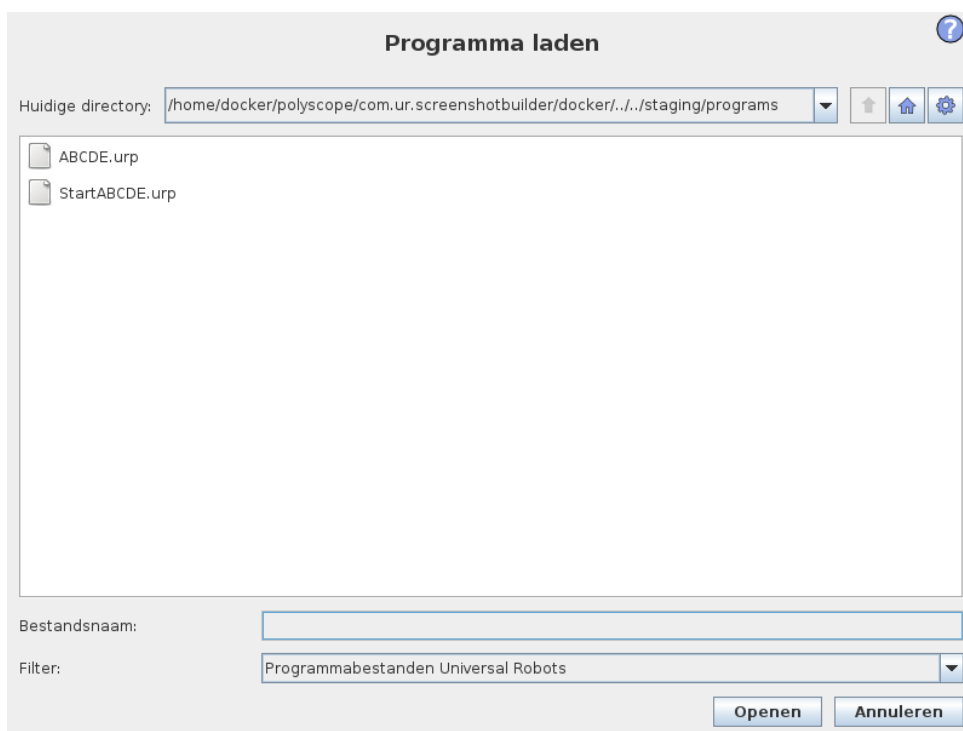 Programma laden
?
Huidige directory: /home/docker/polyscope/com.ur.screenshotbuilder/docker/../../staging/programs
ABCDE.urp
StartABCDE.urp
Bestandsnaam:
Filter: Programmabestanden Universal Robots
Openen Annuleren